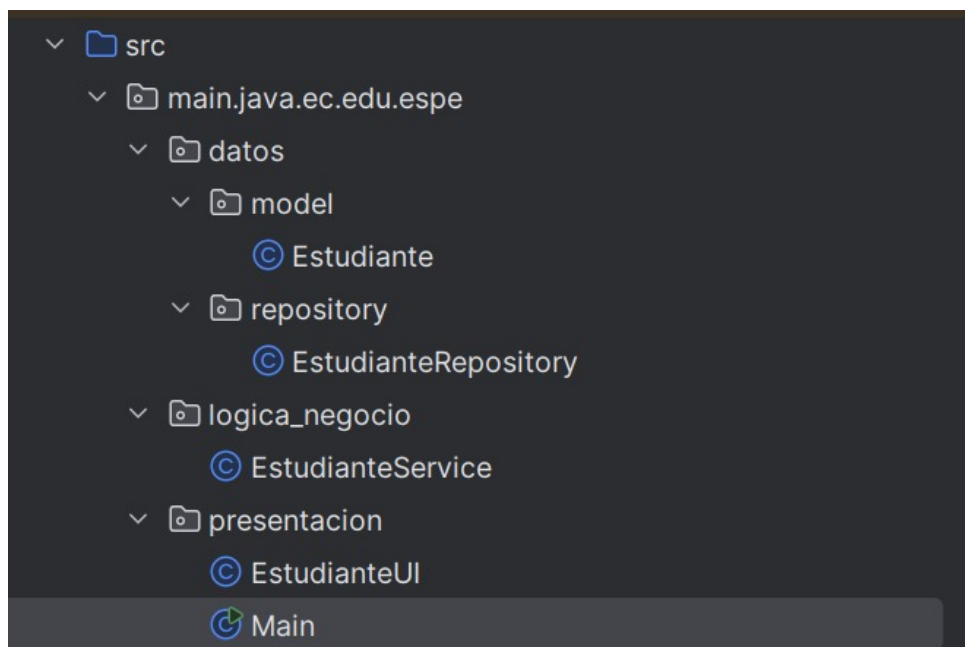 src
main.java.ec.edu.espe
datos
model
Estudiante
repository
EstudianteRepository
logica_negocio
EstudianteService
presentacion
EstudianteUI
Main